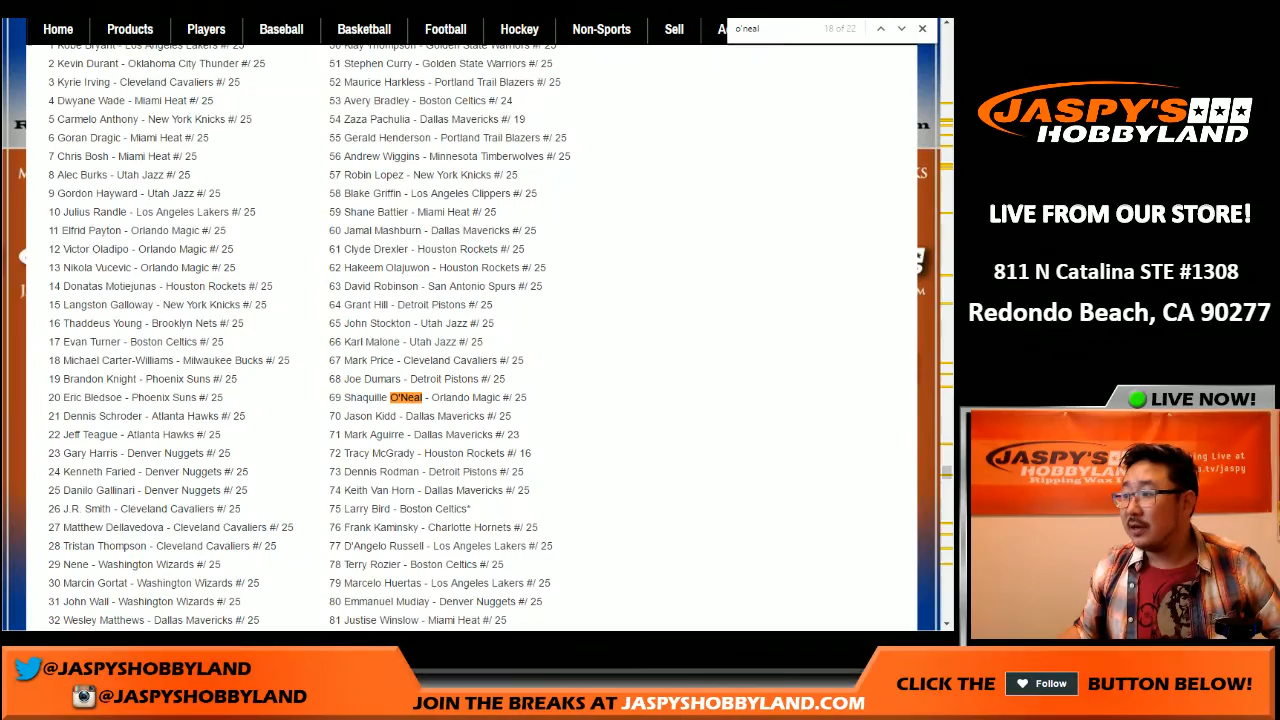 Home Products Players Baseball Basketball Football Hockey Non-Sports Sell
o'neal 18 of 22
1 Kobe Bryant - Los Angeles Lakers #/ 25
2 Kevin Durant - Oklahoma City Thunder #/ 25
3 Kyrie Irving - Cleveland Cavaliers #/ 25
4 Dwyane Wade - Miami Heat #/ 25
5 Carmelo Anthony - New York Knicks #/ 25
6 Goran Dragic - Miami Heat #/ 25
7 Chris Bosh - Miami Heat #/ 25
8 Alec Burks - Utah Jazz #/ 25
9 Gordon Hayward - Utah Jazz #/ 25
10 Julius Randle - Los Angeles Lakers #/ 25
11 Elfrid Payton - Orlando Magic #/ 25
12 Victor Oladipo - Orlando Magic #/ 25
13 Nikola Vucevic - Orlando Magic #/ 25
14 Donatas Motiejunas - Houston Rockets #/ 25
15 Langston Galloway - New York Knicks #/ 25
16 Thaddeus Young - Brooklyn Nets #/ 25
17 Evan Turner - Boston Celtics #/ 25
18 Michael Carter-Williams - Milwaukee Bucks #/ 25
19 Brandon Knight - Phoenix Suns #/ 25
20 Eric Bledsoe - Phoenix Suns #/ 25
21 Dennis Schroder - Atlanta Hawks #/ 25
22 Jeff Teague - Atlanta Hawks #/ 25
23 Gary Harris - Denver Nuggets #/ 25
24 Kenneth Faried - Denver Nuggets #/ 25
25 Danilo Gallinari - Denver Nuggets #/ 25
26 J.R. Smith - Cleveland Cavaliers #/ 25
27 Matthew Dellavedova - Cleveland Cavaliers #/ 25
28 Tristan Thompson - Cleveland Cavaliers #/ 25
29 Nene - Washington Wizards #/ 25
30 Marcin Gortat - Washington Wizards #/ 25
31 John Wall - Washington Wizards #/ 25
32 Wesley Matthews - Dallas Mavericks #/ 25
50 Klay Thompson - Golden State Warriors #/ 25
51 Stephen Curry - Golden State Warriors #/ 25
52 Maurice Harkless - Portland Trail Blazers #/ 25
53 Avery Bradley - Boston Celtics #/ 24
54 Zaza Pachulia - Dallas Mavericks #/ 19
55 Gerald Henderson - Portland Trail Blazers #/ 25
56 Andrew Wiggins - Minnesota Timberwolves #/ 25
57 Robin Lopez - New York Knicks #/ 25
58 Blake Griffin - Los Angeles Clippers #/ 25
59 Shane Battier - Miami Heat #/ 25
60 Jamal Mashburn - Dallas Mavericks #/ 25
61 Clyde Drexler - Houston Rockets #/ 25
62 Hakeem Olajuwon - Houston Rockets #/ 25
63 David Robinson - San Antonio Spurs #/ 25
64 Grant Hill - Detroit Pistons #/ 25
65 John Stockton - Utah Jazz #/ 25
66 Karl Malone - Utah Jazz #/ 25
67 Mark Price - Cleveland Cavaliers #/ 25
68 Joe Dumars - Detroit Pistons #/ 25
69 Shaquille O'Neal - Orlando Magic #/ 25
70 Jason Kidd - Dallas Mavericks #/ 25
71 Mark Aguirre - Dallas Mavericks #/ 23
72 Tracy McGrady - Houston Rockets #/ 16
73 Dennis Rodman - Detroit Pistons #/ 25
74 Keith Van Horn - Dallas Mavericks #/ 25
75 Larry Bird - Boston Celtics*
76 Frank Kaminsky - Charlotte Hornets #/ 25
77 D'Angelo Russell - Los Angeles Lakers #/ 25
78 Terry Rozier - Boston Celtics #/ 25
79 Marcelo Huertas - Los Angeles Lakers #/ 25
80 Emmanuel Mudiay - Denver Nuggets #/ 25
81 Justise Winslow - Miami Heat #/ 25
JASPY'S
HOBBYLAND
LIVE FROM OUR STORE!
811 N Catalina STE #1308
Redondo Beach, CA 90277
LIVE NOW!
JASPY'S
HOBBYLAND
@JASPYSHOBBYLAND
@JASPYSHOBBYLAND
JOIN THE BREAKS AT JASPYSHOBBYLAND.COM
CLICK THE Follow BUTTON BELOW!